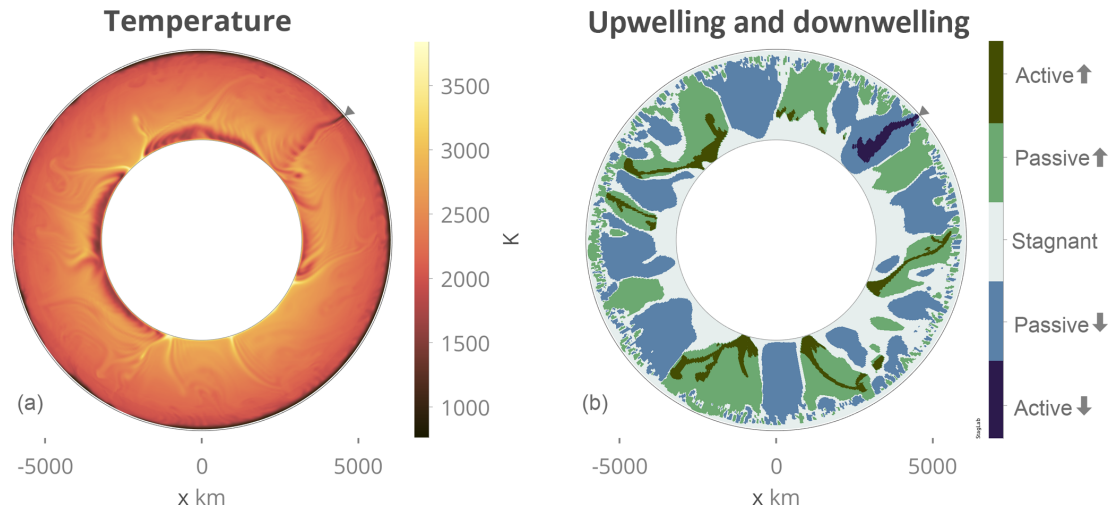 Temperature
3500
3000
2500
2000
1500
1000
K
(a)
-5000 0 5000
x km
Upwelling and downwelling
Active
Passive
Stagnant
Passive
Active
(b)
StagLab
-5000 0 5000
x km